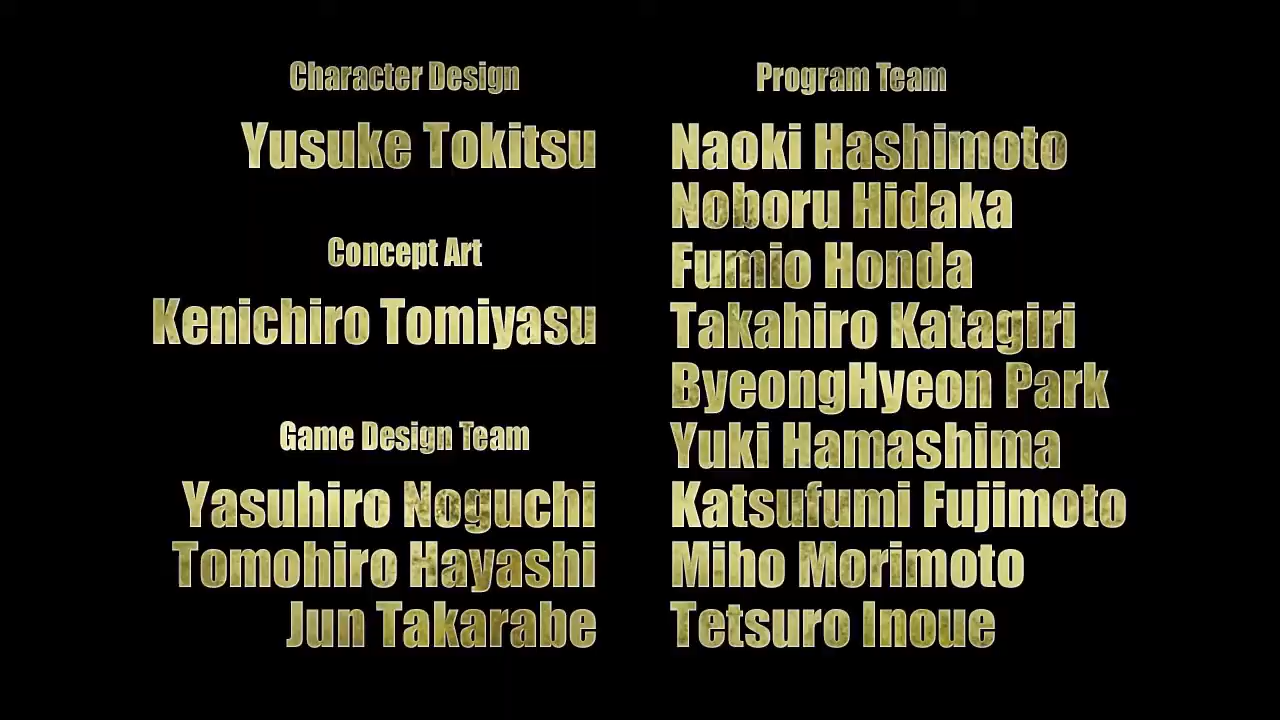 Character Design
Yusuke Tokitsu
Concept Art
Kenichiro Tomiyasu
Game Design Team
Yasuhiro Noguchi
Tomohiro Hayashi
Jun Takarabe
Program Team
Naoki Hashimoto
Noboru Hidaka
Fumio Honda
Takahiro Katagiri
ByeongHyeon Park
Yuki Hamashima
Katsufumi Fujimoto
Miho Morimoto
Tetsuro Inoue